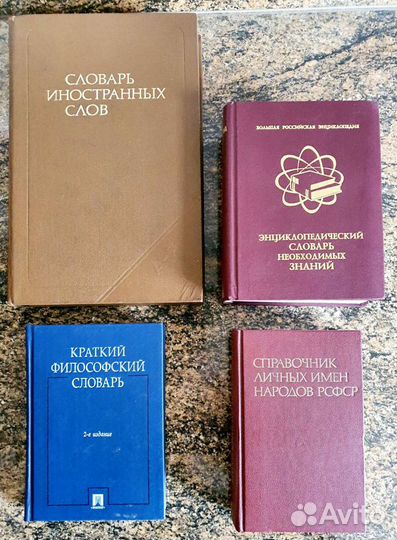 СЛОВАРЬ
ИНОСТРАННЫХ
СЛОВ
БОЛЬШАЯ РОССИЙСКАЯ ЭНЦИКЛОПЕДИЯ
ЭНЦИКЛОПЕДИЧЕСКИЙ
СЛОВАРЬ
НЕОБХОДИМЫХ
ЗНАНИЙ
КРАТКИЙ
ФИЛОСОФСКИЙ
СЛОВАРЬ
2-е издание
СПРАВОЧНИК
ЛИЧНЫХ ИМЕН
НАРОДОВ РСФСР
Avito